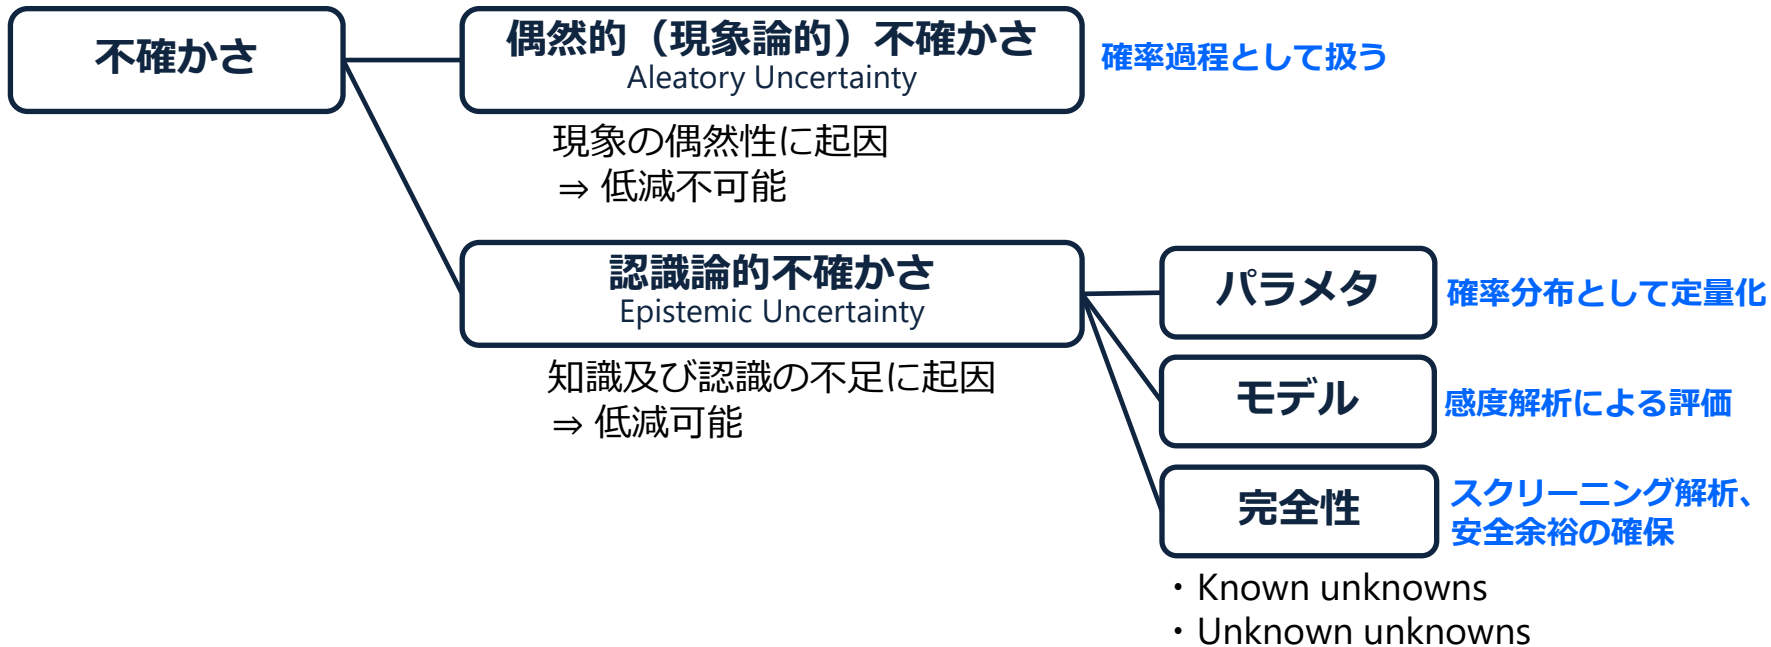 不確かさ
偶然的（現象論的）不確かさ
Aleatory Uncertainty
確率過程として扱う
現象の偶然性に起因
⇒ 低減不可能
認識論的不確かさ
Epistemic Uncertainty
知識及び認識の不足に起因
⇒ 低減可能
パラメタ
確率分布として定量化
モデル
感度解析による評価
完全性
スクリーニング解析、
安全余裕の確保
・Known unknowns
・Unknown unknowns